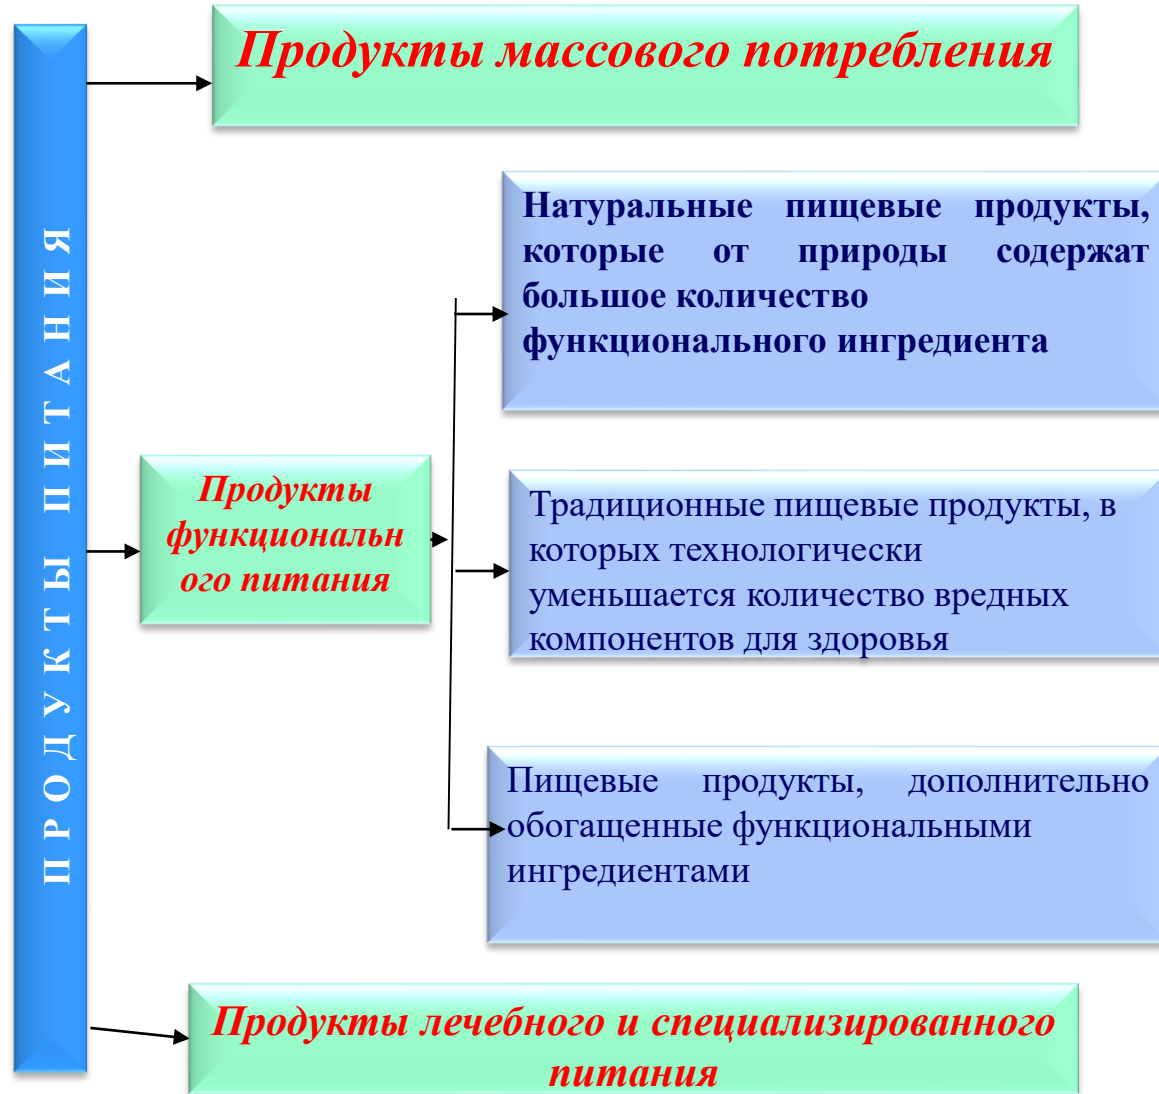 ПРОДУКТЫ ПИТАНИЯ
Продукты массового потребления
Натуральные пищевые продукты,
которые от природы содержат
большое количество
функционального ингредиента
Продукты
функциональн
ого питания
Традиционные пищевые продукты, в
которых технологически
уменьшается количество вредных
компонентов для здоровья
Пищевые продукты, дополнительно
обогащенные функциональными
ингредиентами
Продукты лечебного и специализированного
питания